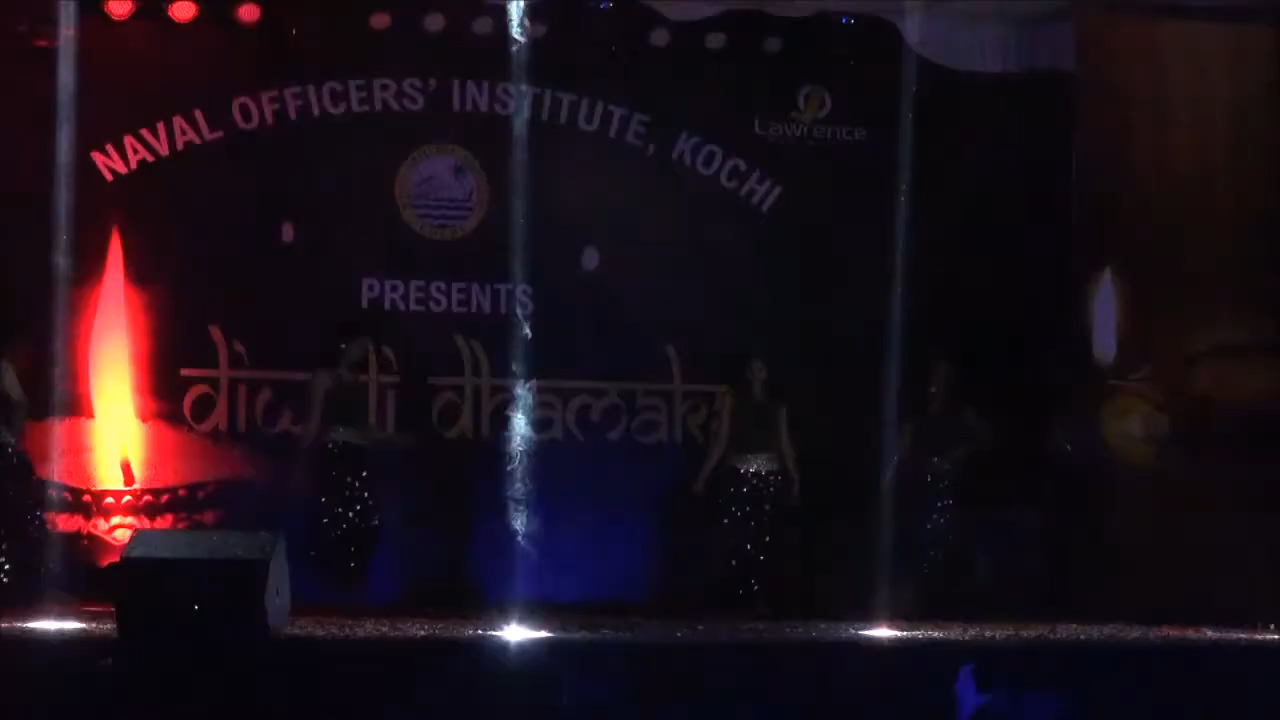 NAVAL OFFICERS' INSTITUTE, KOCHI
Lawrence
PRESENTS
diwali dhamaka